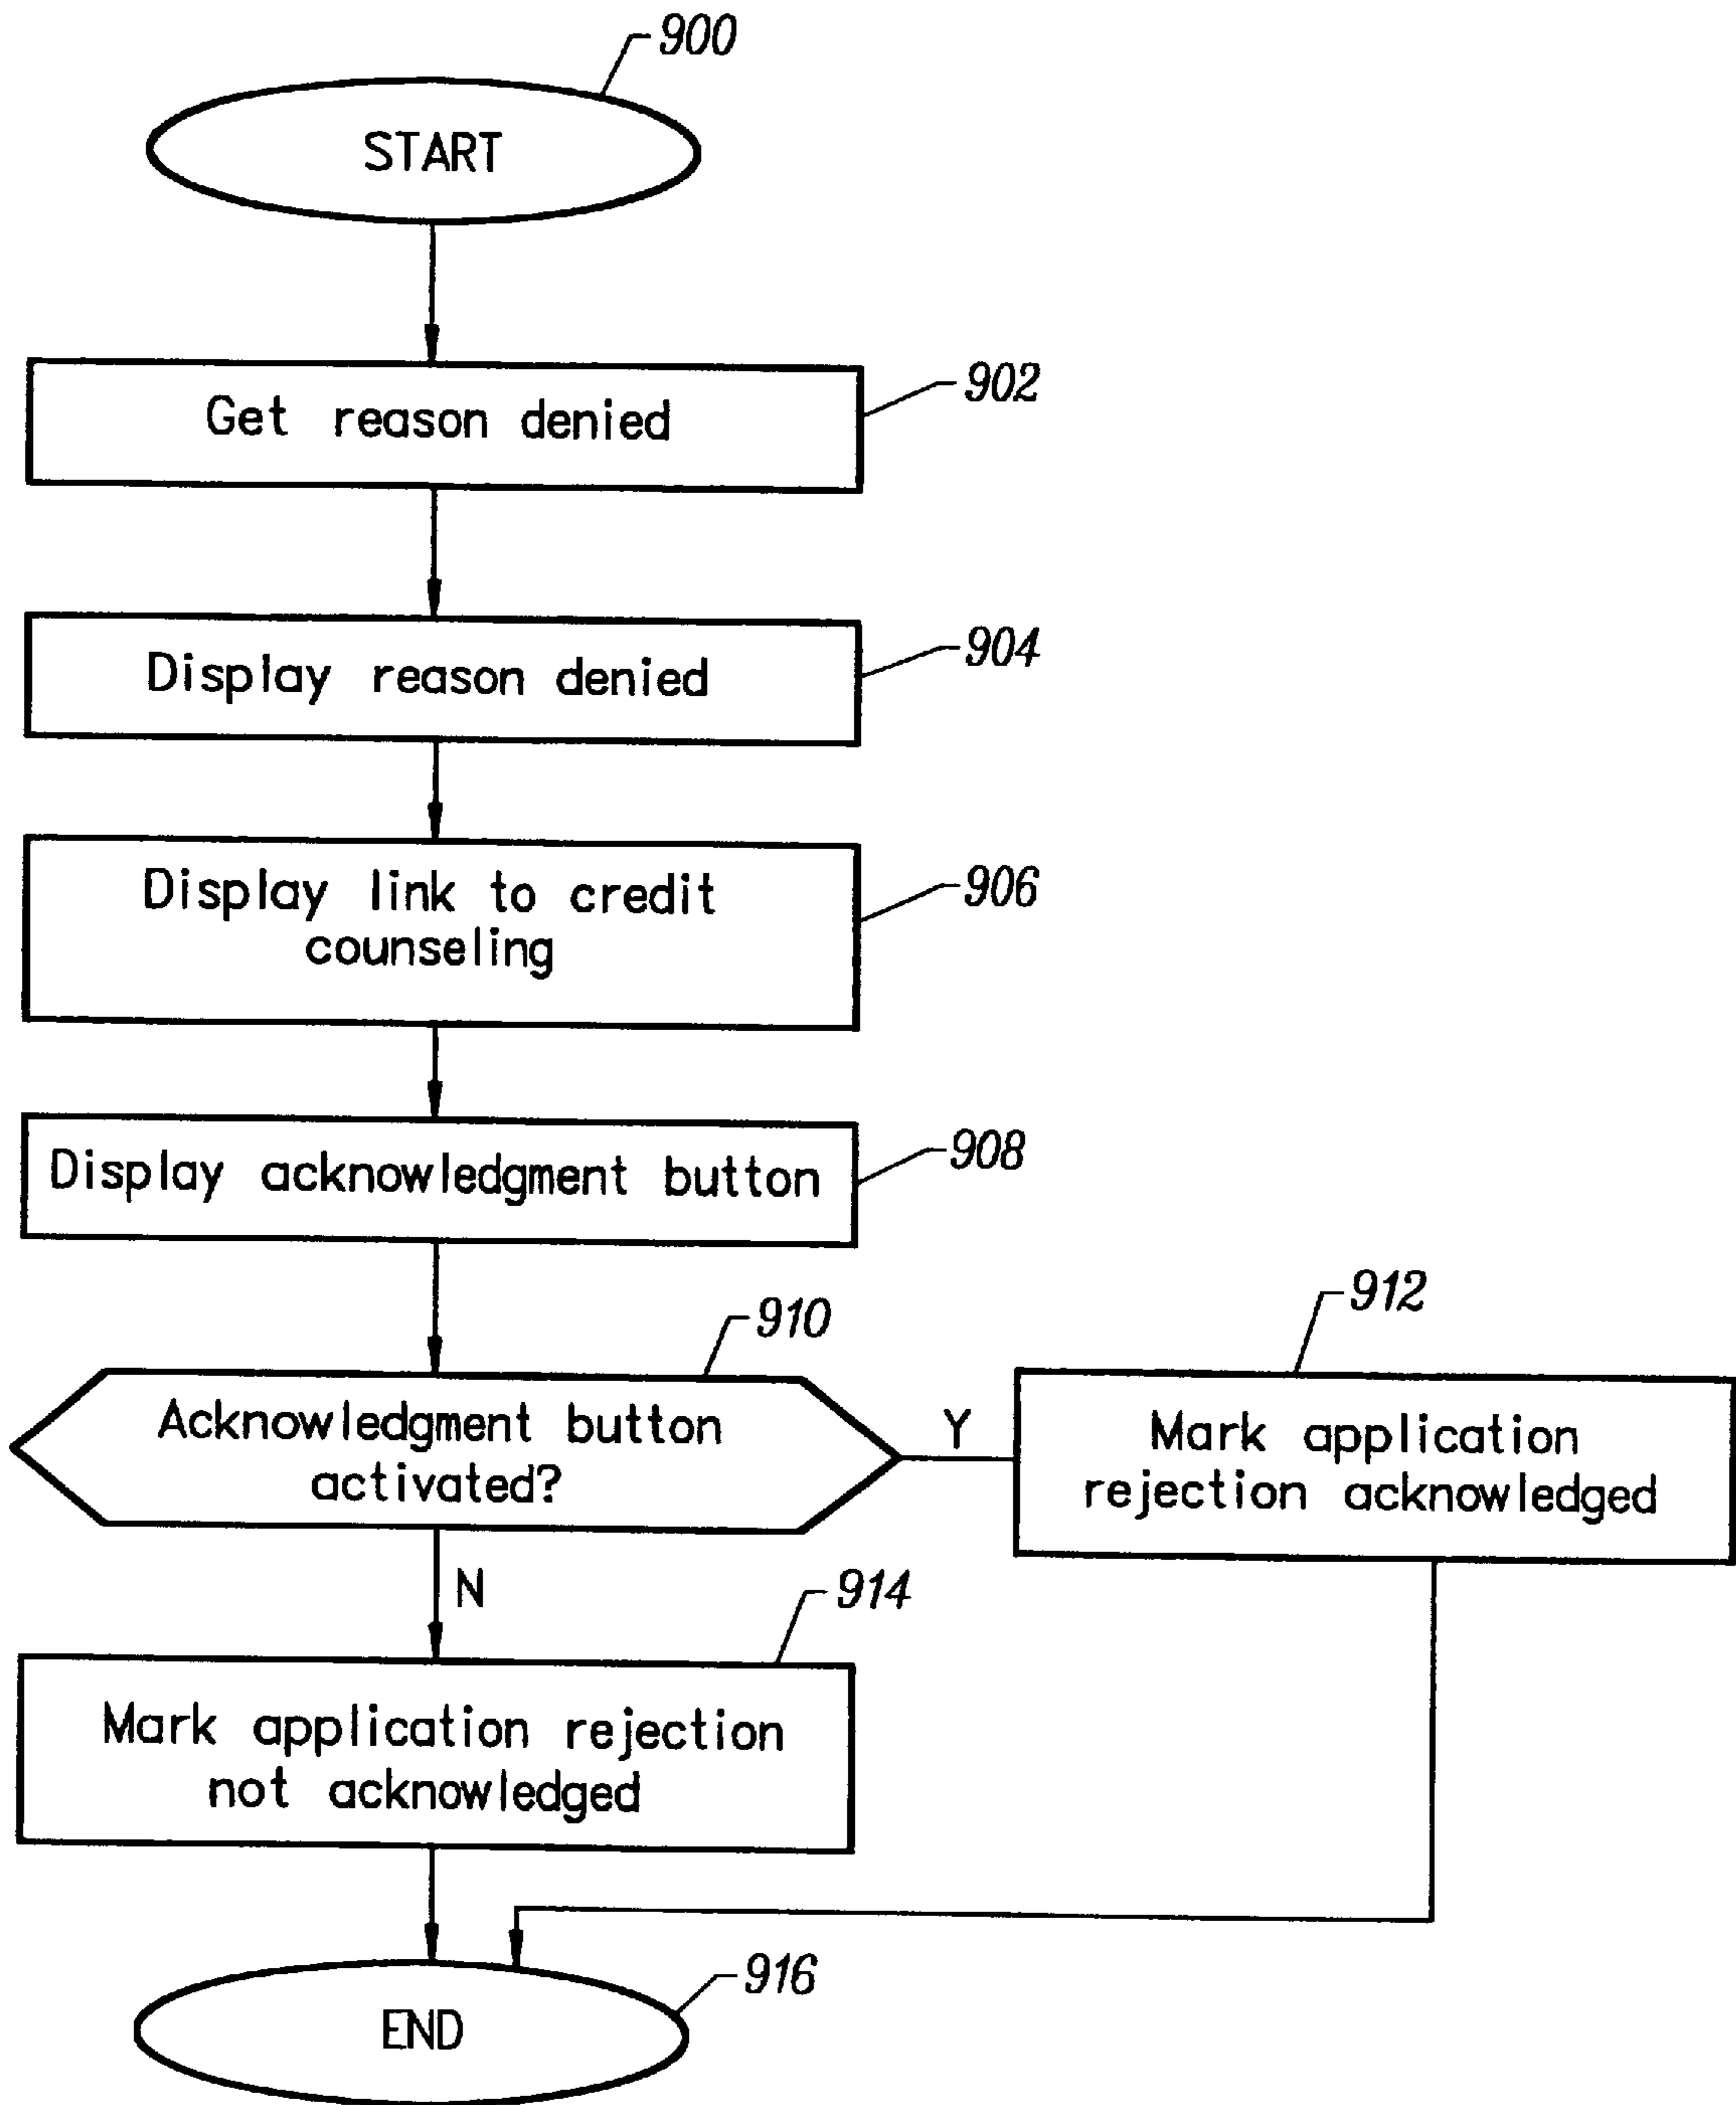 900
START
902
Get reason denied
904
Display reason denied
906
Display link to credit
counseling
908
Display acknowledgment button
910
Acknowledgment button
activated?
Y
912
Mark application
rejection acknowledged
N
914
Mark application rejection
not acknowledged
916
END